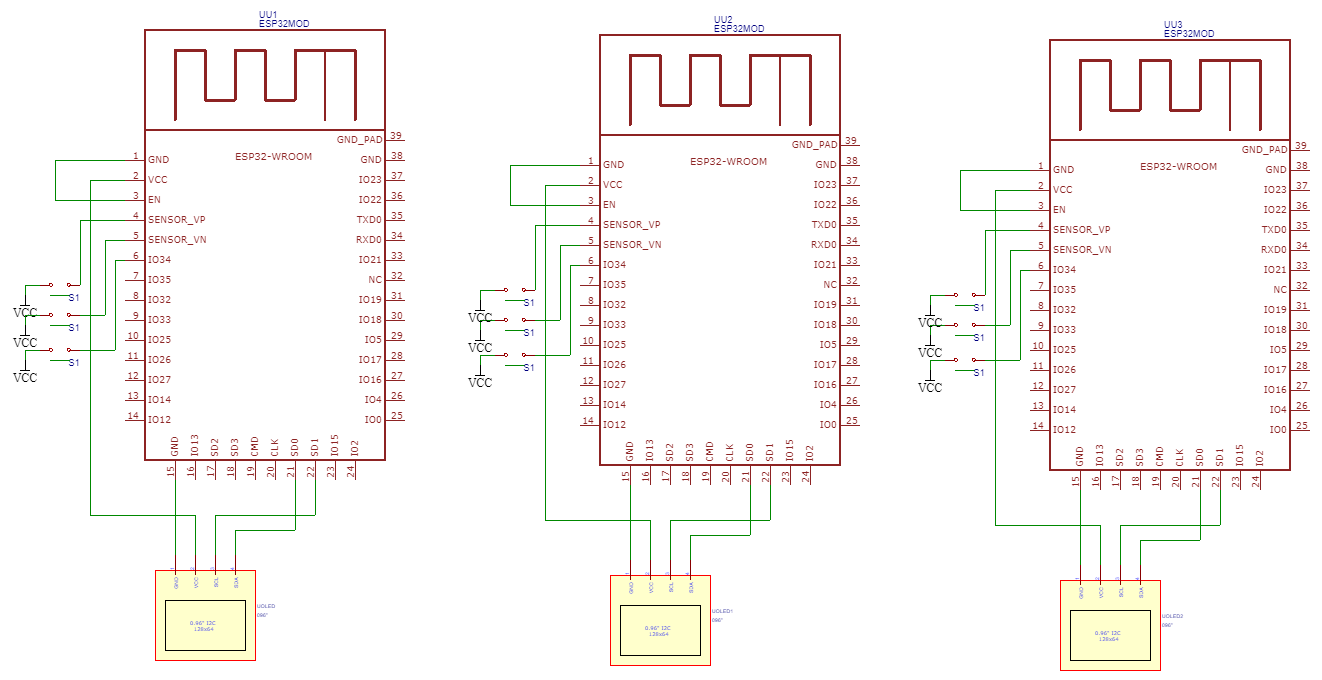 UU1
ESP32MOD
ESP32-WROOM
GND_PAD 39
1 GND
GND 38
2 VCC
IO23 37
3 EN
IO22 36
4 SENSOR_VP
TXD0 35
5 SENSOR_VN
RXD0 34
6 IO34
IO21 33
7 IO35
NC 32
8 IO32
IO19 31
9 IO33
IO18 30
10 IO25
IO5 29
11 IO26
IO17 28
12 IO27
IO16 27
13 IO14
IO4 26
14 IO12
IO0 25
S1
VCC
S1
VCC
S1
VCC
GND 15
IO13 16
SD2 17
SD3 18
CMD 19
CLK 20
SD0 21
SD1 22
IO15 23
IO2 24
1 GND
2 VCC
3 SCL
4 SDA
UOLED
096"
0.96" I2C
128x64
UU2
ESP32MOD
ESP32-WROOM
GND_PAD 39
1 GND
GND 38
2 VCC
IO23 37
3 EN
IO22 36
4 SENSOR_VP
TXD0 35
5 SENSOR_VN
RXD0 34
6 IO34
IO21 33
7 IO35
NC 32
8 IO32
IO19 31
9 IO33
IO18 30
10 IO25
IO5 29
11 IO26
IO17 28
12 IO27
IO16 27
13 IO14
IO4 26
14 IO12
IO0 25
S1
VCC
S1
VCC
S1
VCC
GND 15
IO13 16
SD2 17
SD3 18
CMD 19
CLK 20
SD0 21
SD1 22
IO15 23
IO2 24
1 GND
2 VCC
3 SCL
4 SDA
UOLED1
096"
0.96" I2C
128x64
UU3
ESP32MOD
ESP32-WROOM
GND_PAD 39
1 GND
GND 38
2 VCC
IO23 37
3 EN
IO22 36
4 SENSOR_VP
TXD0 35
5 SENSOR_VN
RXD0 34
6 IO34
IO21 33
7 IO35
NC 32
8 IO32
IO19 31
9 IO33
IO18 30
10 IO25
IO5 29
11 IO26
IO17 28
12 IO27
IO16 27
13 IO14
IO4 26
14 IO12
IO0 25
S1
VCC
S1
VCC
S1
VCC
GND 15
IO13 16
SD2 17
SD3 18
CMD 19
CLK 20
SD0 21
SD1 22
IO15 23
IO2 24
1 GND
2 VCC
3 SCL
4 SDA
UOLED2
096"
0.96" I2C
128x64